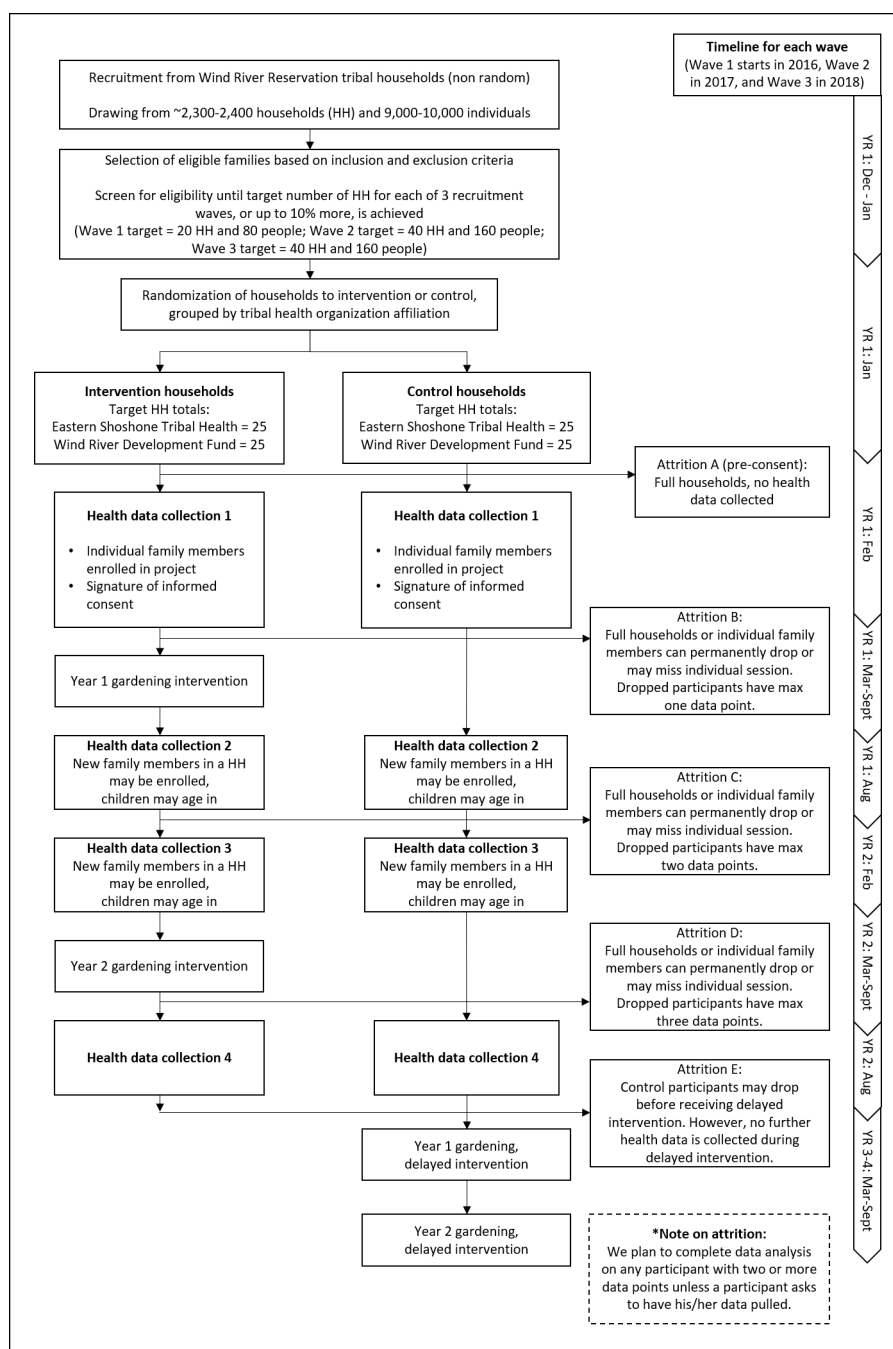 Timeline for each wave
(Wave 1 starts in 2016, Wave 2
in 2017, and Wave 3 in 2018)
Recruitment from Wind River Reservation tribal households (non random)
Drawing from ~2,300-2,400 households (HH) and 9,000-10,000 individuals
Selection of eligible families based on inclusion and exclusion criteria
Screen for eligibility until target number of HH for each of 3 recruitment
waves, or up to 10% more, is achieved
(Wave 1 target = 20 HH and 80 people; Wave 2 target = 40 HH and 160 people;
Wave 3 target = 40 HH and 160 people)
YR 1: Dec - Jan
Randomization of households to intervention or control,
grouped by tribal health organization affiliation
YR 1: Jan
Intervention households
Target HH totals:
Eastern Shoshone Tribal Health = 25
Wind River Development Fund = 25
Control households
Target HH totals:
Eastern Shoshone Tribal Health = 25
Wind River Development Fund = 25
Attrition A (pre-consent):
Full households, no health
data collected
Health data collection 1
• Individual family members
enrolled in project
• Signature of informed
consent
Health data collection 1
• Individual family members
enrolled in project
• Signature of informed
consent
YR 1: Feb
Attrition B:
Full households or individual family
members can permanently drop or
may miss individual session.
Dropped participants have max
one data point.
YR 1: Mar-Sept
Year 1 gardening intervention
Health data collection 2
New family members in a HH
may be enrolled,
children may age in
Health data collection 2
New family members in a HH
may be enrolled,
children may age in
YR 1: Aug
Attrition C:
Full households or individual family
members can permanently drop or
may miss individual session.
Dropped participants have max
two data points.
Health data collection 3
New family members in a HH
may be enrolled,
children may age in
Health data collection 3
New family members in a HH
may be enrolled,
children may age in
YR 2: Feb
Attrition D:
Full households or individual family
members can permanently drop or
may miss individual session.
Dropped participants have max
three data points.
Year 2 gardening intervention
YR 2: Mar-Sept
Health data collection 4
Health data collection 4
YR 2: Aug
Attrition E:
Control participants may drop
before receiving delayed
intervention. However, no further
health data is collected during
delayed intervention.
Year 1 gardening,
delayed intervention
YR 3-4: Mar-Sept
Year 2 gardening,
delayed intervention
*Note on attrition:
We plan to complete data analysis
on any participant with two or more
data points unless a participant asks
to have his/her data pulled.